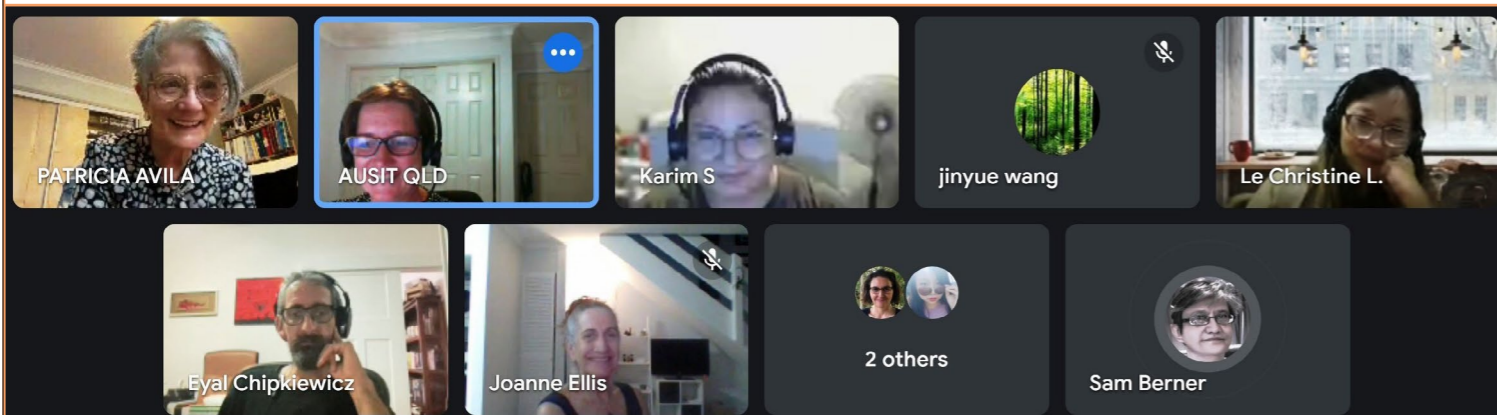 PATRICIA AVILA
AUSIT QLD
Karim S
jinyue wang
Le Christine L.
Eyal Chipkiewicz
Joanne Ellis
2 others
Sam Berner